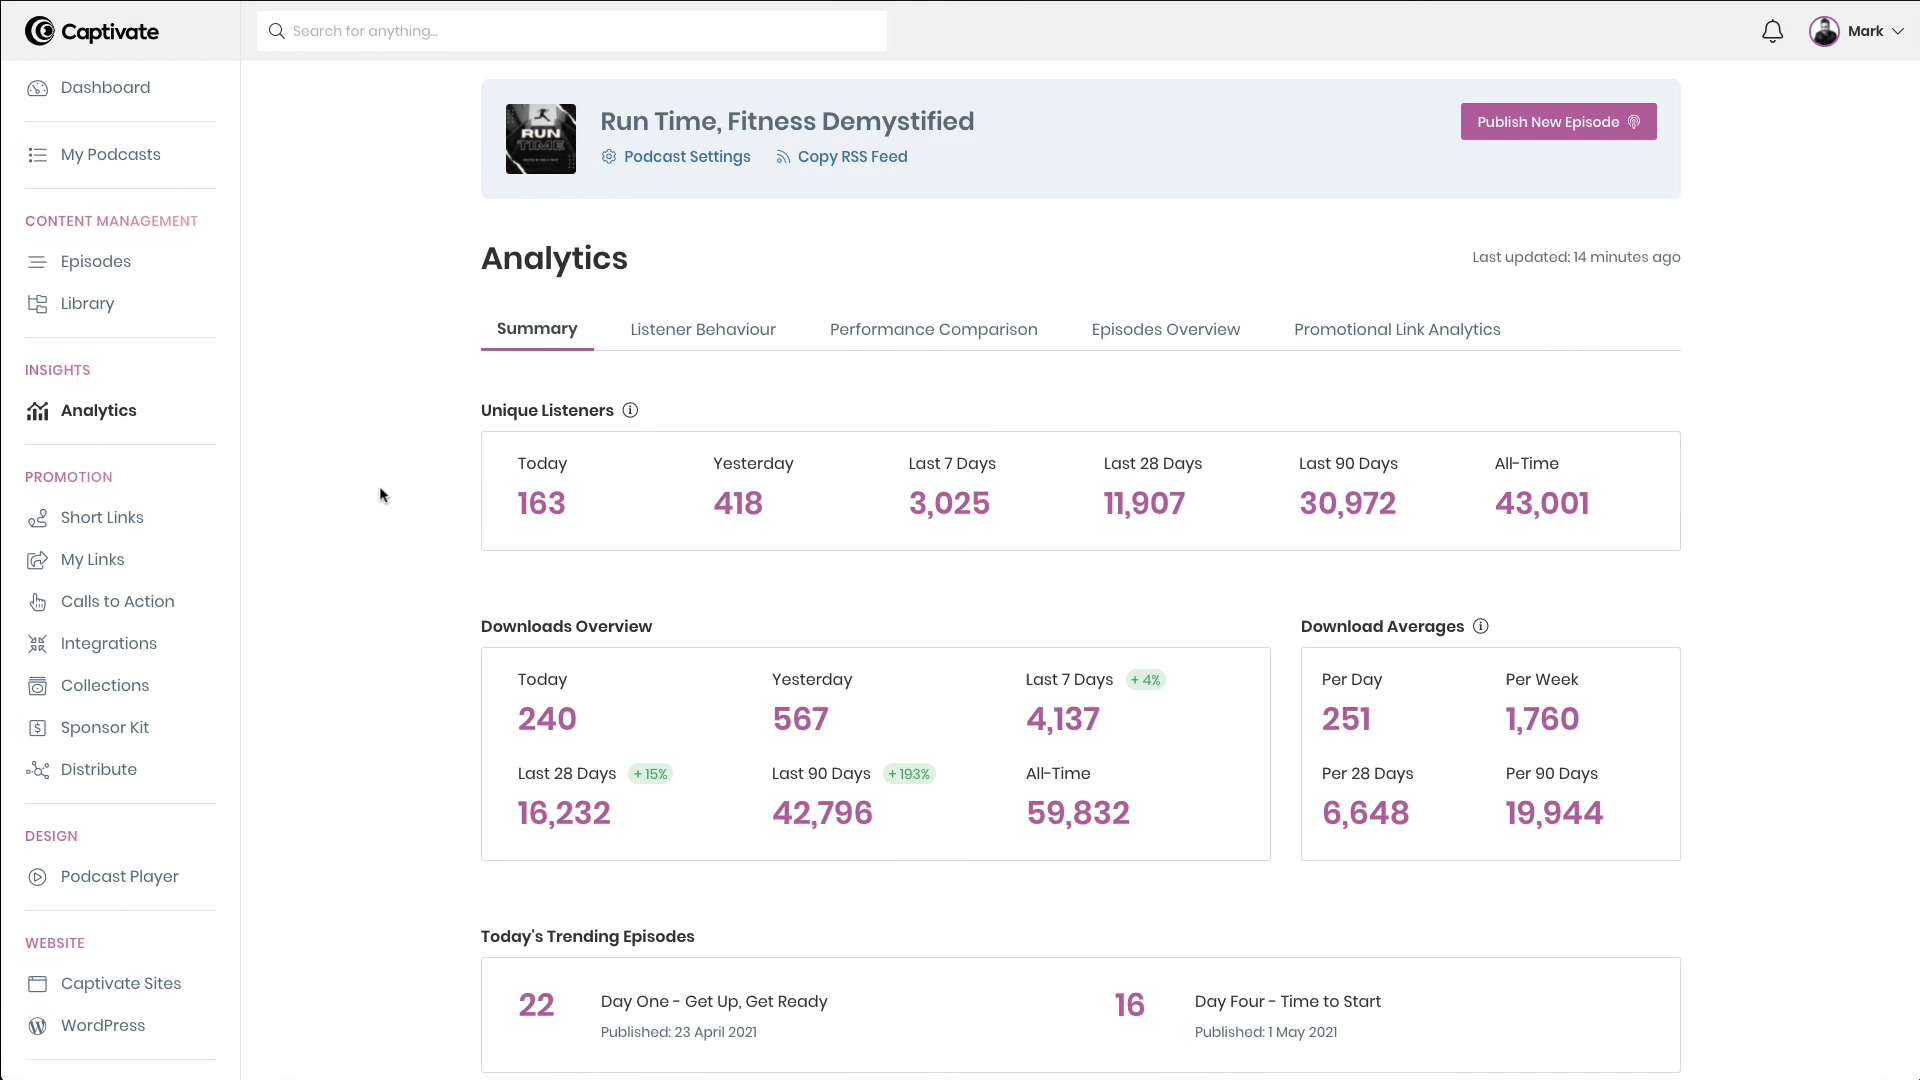 Captivate
Search for anything...
Mark
Dashboard
My Podcasts
CONTENT MANAGEMENT
Episodes
Library
INSIGHTS
Analytics
PROMOTION
Short Links
My Links
Calls to Action
Integrations
Collections
Sponsor Kit
Distribute
DESIGN
Podcast Player
WEBSITE
Captivate Sites
WordPress
RUN
TIME
Run Time, Fitness Demystified
Podcast Settings
Copy RSS Feed
Publish New Episode
Analytics
Last updated: 14 minutes ago
Summary
Listener Behaviour
Performance Comparison
Episodes Overview
Promotional Link Analytics
Unique Listeners
Today
Yesterday
Last 7 Days
Last 28 Days
Last 90 Days
All-Time
163
418
3,025
11,907
30,972
43,001
Downloads Overview
Today
Yesterday
Last 7 Days + 4%
240
567
4,137
Last 28 Days + 15%
Last 90 Days + 193%
All-Time
16,232
42,796
59,832
Download Averages
Per Day
Per Week
251
1,760
Per 28 Days
Per 90 Days
6,648
19,944
Today's Trending Episodes
22
Day One - Get Up, Get Ready
Published: 23 April 2021
16
Day Four - Time to Start
Published: 1 May 2021